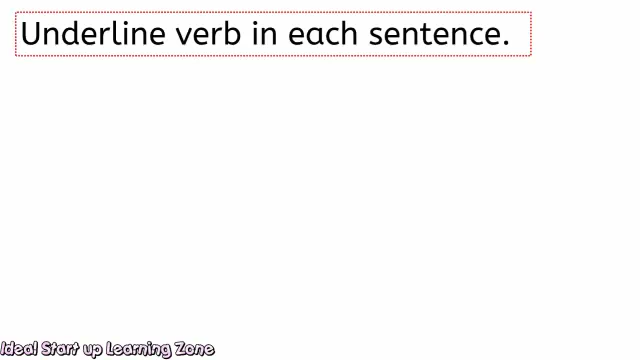 Underline verb in each sentence.
Ideal Start up Learning Zone